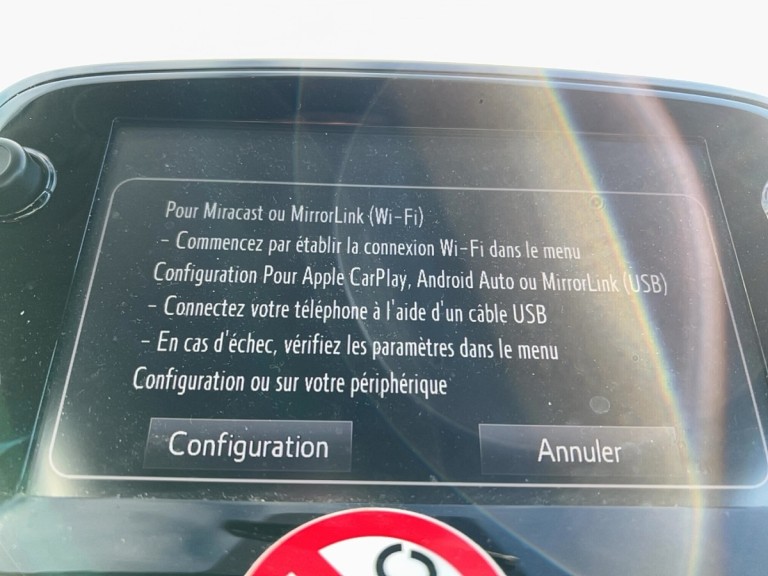 Pour Miracast ou MirrorLink (Wi-Fi)
- Commencez par établir la connexion Wi-Fi dans le menu
Configuration Pour Apple CarPlay, Android Auto ou MirrorLink (USB)
- Connectez votre téléphone à l'aide d'un câble USB
- En cas d'échec, vérifiez les paramètres dans le menu
Configuration ou sur votre périphérique
Configuration
Annuler